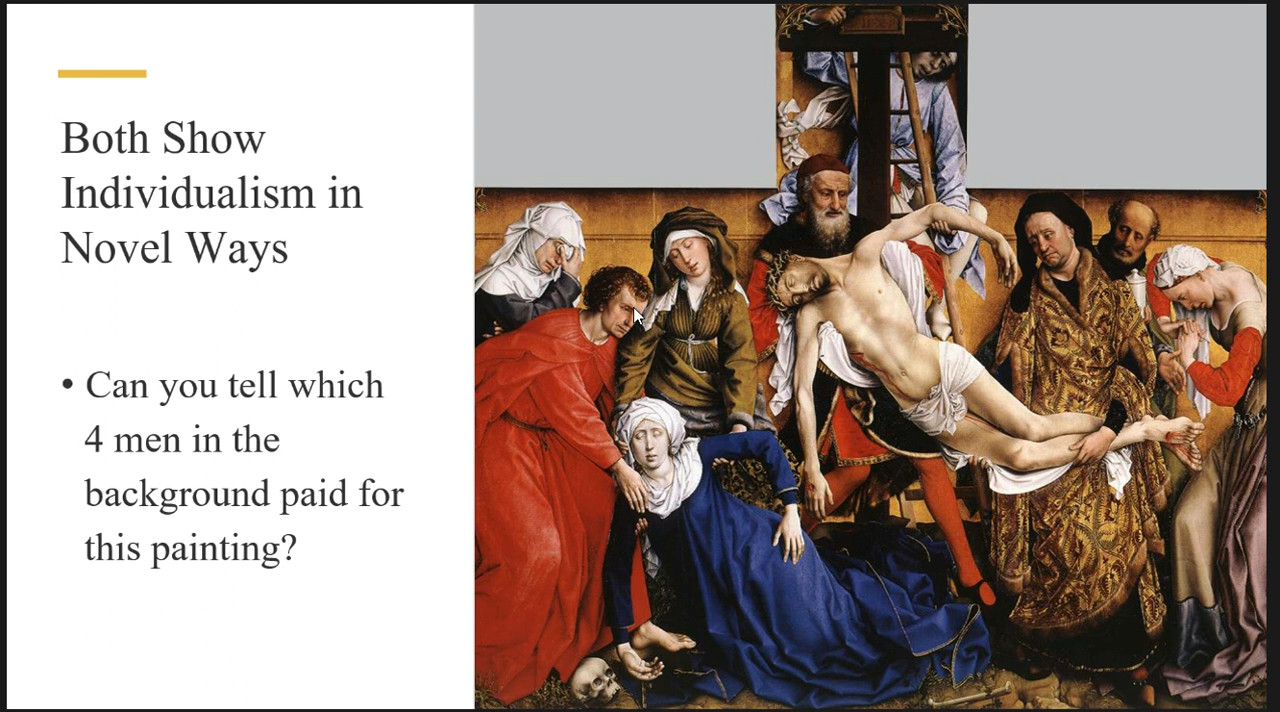 Both Show
Individualism in
Novel Ways
• Can you tell which
4 men in the
background paid for
this painting?